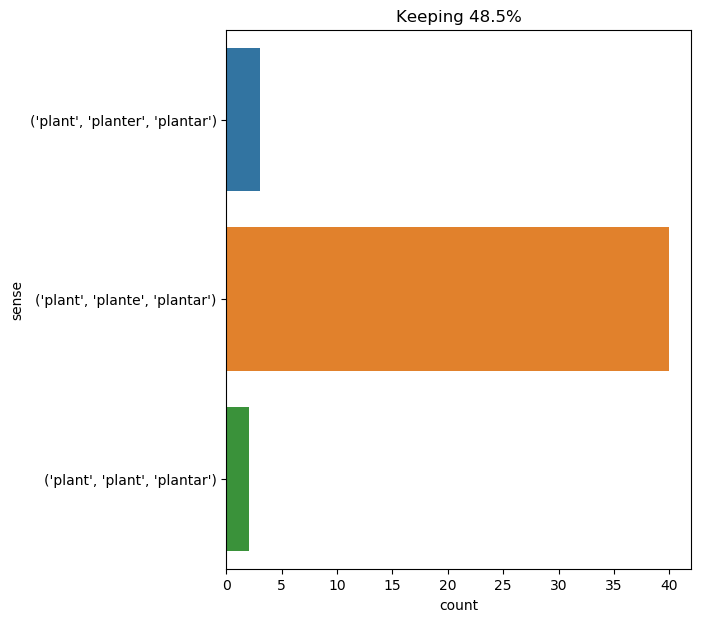 Keeping 48.5%
('plant', 'planter', 'plantar')
('plant', 'plante', 'plantar')
('plant', 'plant', 'plantar')
sense
0 5 10 15 20 25 30 35 40
count